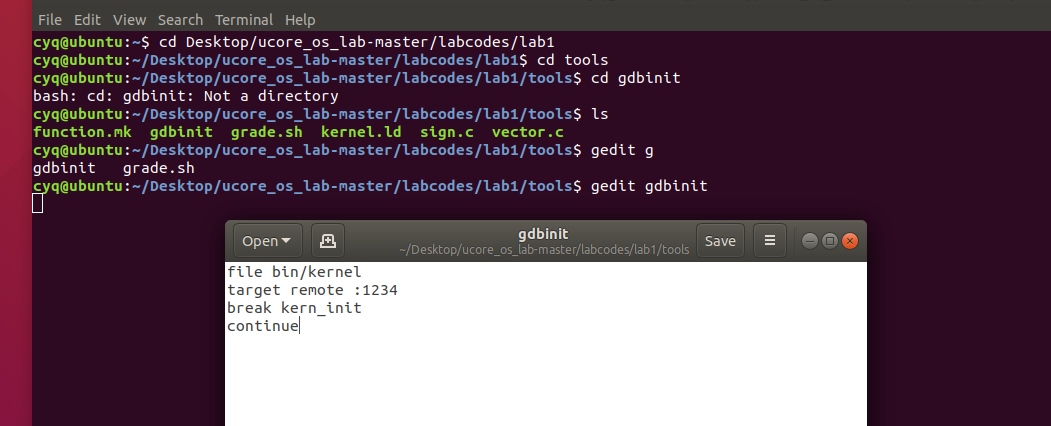 File Edit View Search Terminal Help
cyq@ubuntu:~$ cd Desktop/ucore_os_lab-master/labcodes/lab1
cyq@ubuntu:~/Desktop/ucore_os_lab-master/labcodes/lab1$ cd tools
cyq@ubuntu:~/Desktop/ucore_os_lab-master/labcodes/lab1/tools$ cd gdbinit
bash: cd: gdbinit: Not a directory
cyq@ubuntu:~/Desktop/ucore_os_lab-master/labcodes/lab1/tools$ ls
function.mk gdbinit grade.sh kernel.ld sign.c vector.c
cyq@ubuntu:~/Desktop/ucore_os_lab-master/labcodes/lab1/tools$ gedit g
gdbinit grade.sh
cyq@ubuntu:~/Desktop/ucore_os_lab-master/labcodes/lab1/tools$ gedit gdbinit
Open gdbinit Save
~/Desktop/ucore_os_lab-master/labcodes/lab1/tools
file bin/kernel
target remote :1234
break kern_init
continue